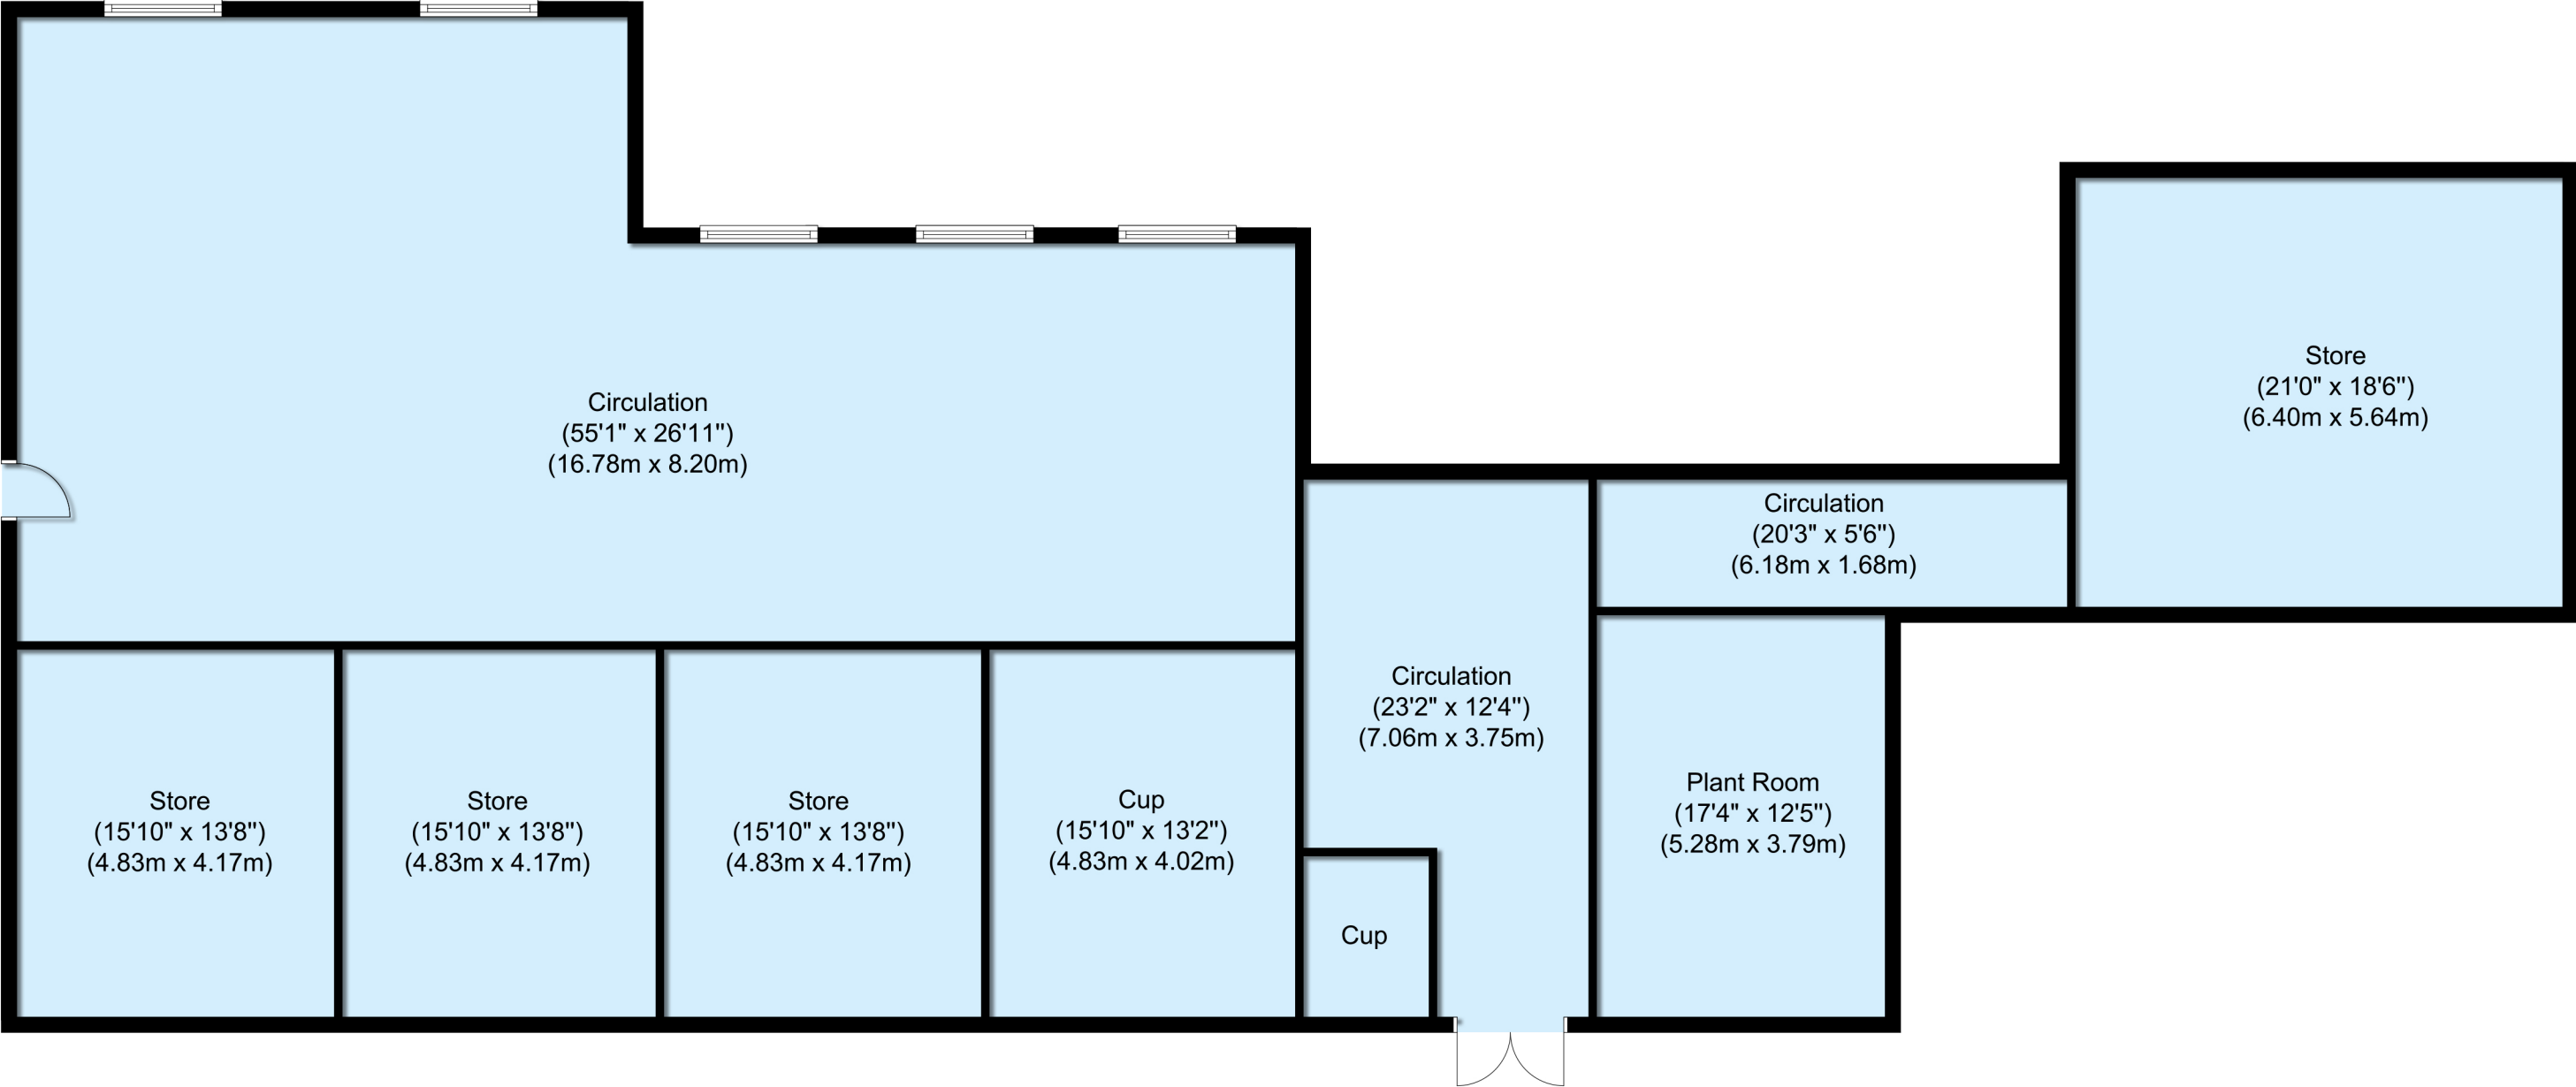 Circulation
(55'1" x 26'11")
(16.78m x 8.20m)
Store
(21'0" x 18'6")
(6.40m x 5.64m)
Circulation
(20'3" x 5'6")
(6.18m x 1.68m)
Circulation
(23'2" x 12'4")
(7.06m x 3.75m)
Plant Room
(17'4" x 12'5")
(5.28m x 3.79m)
Store
(15'10" x 13'8")
(4.83m x 4.17m)
Store
(15'10" x 13'8")
(4.83m x 4.17m)
Store
(15'10" x 13'8")
(4.83m x 4.17m)
Cup
(15'10" x 13'2")
(4.83m x 4.02m)
Cup